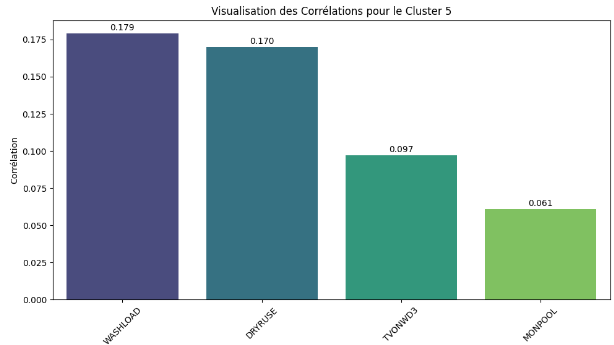 Visualisation des Corrélations pour le Cluster 5
0.179
0.170
0.097
0.061
0.175
0.150
0.125
0.100
0.075
0.050
0.025
0.000
Corrélation
WASHLOAD
DRYRUSE
TVONWD3
MONPOOL